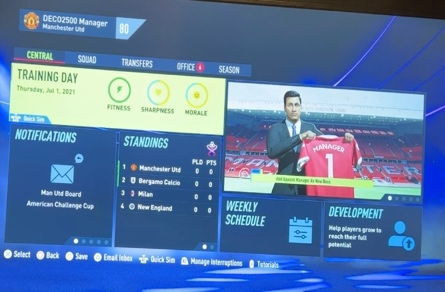 DECO2500 Manager
Manchester Utd
80
CENTRAL
SQUAD
TRANSFERS
OFFICE 4
SEASON
TRAINING DAY
Thursday, Jul 1, 2021
FITNESS
SHARPNESS
MORALE
Quick Sim
NOTIFICATIONS
Man Utd Board
American Challenge Cup
STANDINGS
PLD PTS
1 Manchester Utd 0 0
2 Bergamo Calcio 0 0
3 Milan 0 0
4 New England 0 0
MANAGER
1
Manager
WEEKLY
SCHEDULE
DEVELOPMENT
Help players grow to
reach their full
potential
Select
Back
Save
Email Inbox
Quick Sim
Manage Interruptions
Tutorials